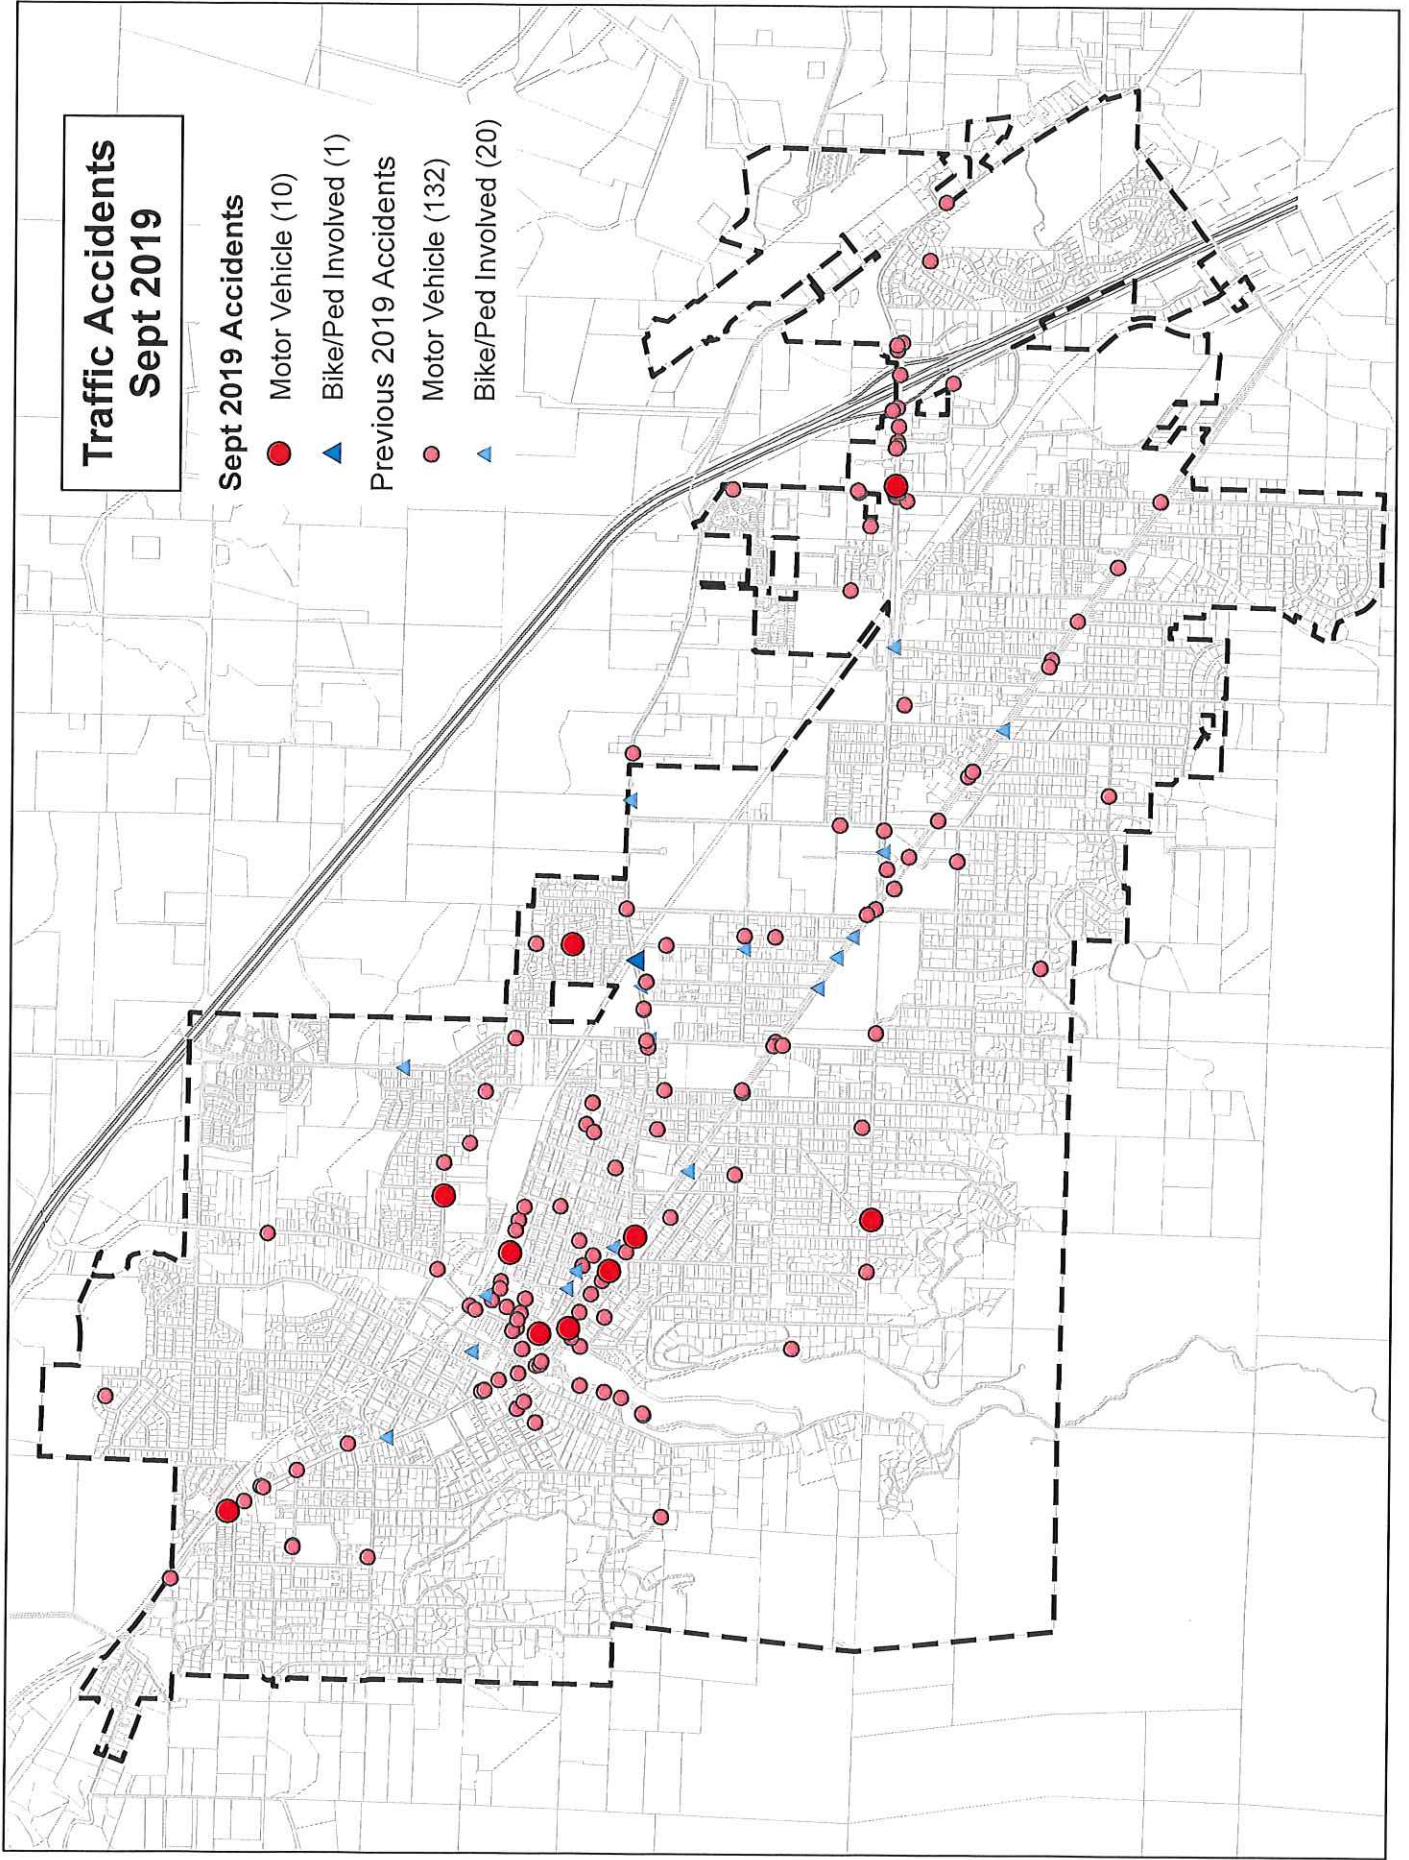 Traffic Accidents
Sept 2019
Sept 2019 Accidents
Motor Vehicle (10)
Bike/Ped Involved (1)
Previous 2019 Accidents
Motor Vehicle (132)
Bike/Ped Involved (20)